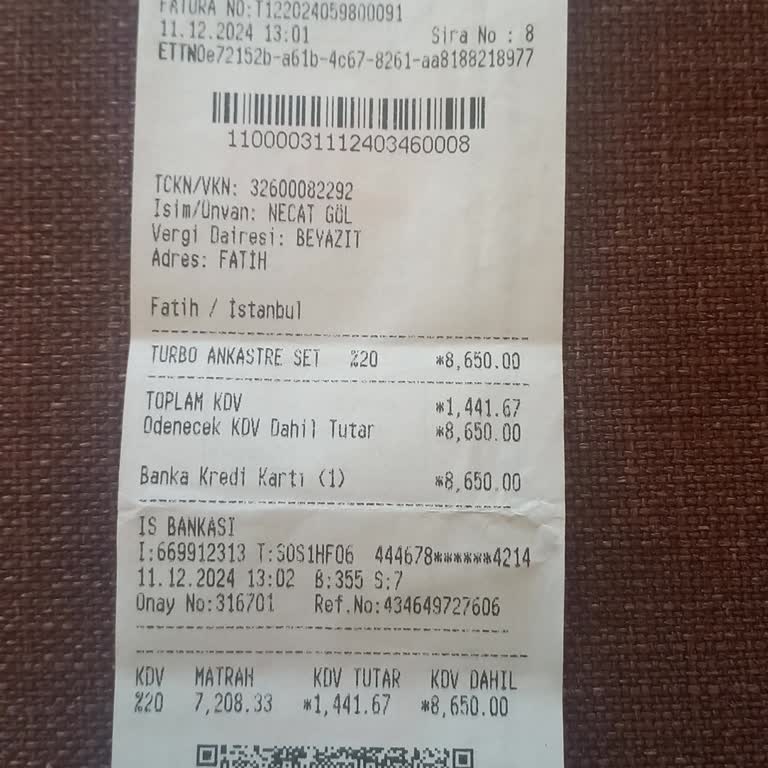 FATURA NO:T122024059800091
11.12.2024 13:01 Sira No : 8
ETTN0e72152b-a61b-4c67-8261-aa8188218977
11000031112403460008
TCKN/VKN: 32600082292
Isim/Unvan: NECAT GÜL
Vergi Dairesi: BEYAZIT
Adres: FATİH
Fatih / İstanbul
TURBO ANKASTRE SET %20 *8,650.00
TOPLAM KDV *1,441.67
Odenecek KDV Dahil Tutar *8,650.00
Banka Kredi Kartı (1) *8,650.00
IS BANKASI
I:669912313 T:S0S1HF06 444678******4214
11.12.2024 13:02 B:355 S:7
Onay No:316701 Ref.No:434649727606
KDV MATRAH KDV TUTAR KDV DAHIL
%20 7,208.33 *1,441.67 *8,650.00